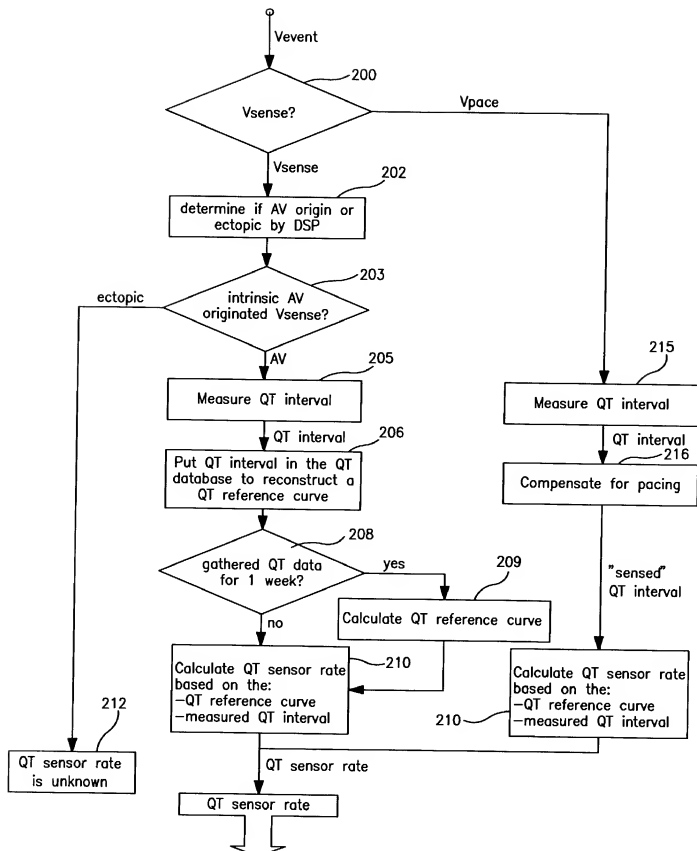 Vevent
200
Vsense?
Vpace
Vsense
202
determine if AV origin or
ectopic by DSP
203
ectopic
intrinsic AV
originated Vsense?
AV
205
Measure QT interval
215
Measure QT interval
QT interval
206
QT interval
216
Put QT interval in the QT
database to reconstruct a
QT reference curve
Compensate for pacing
208
gathered QT data
for 1 week?
yes
209
"sensed"
QT interval
no
Calculate QT reference curve
Calculate QT sensor rate
based on the:
-QT reference curve
-measured QT interval
210
Calculate QT sensor rate
based on the:
-QT reference curve
-measured QT interval
210
212
QT sensor rate
is unknown
QT sensor rate
QT sensor rate